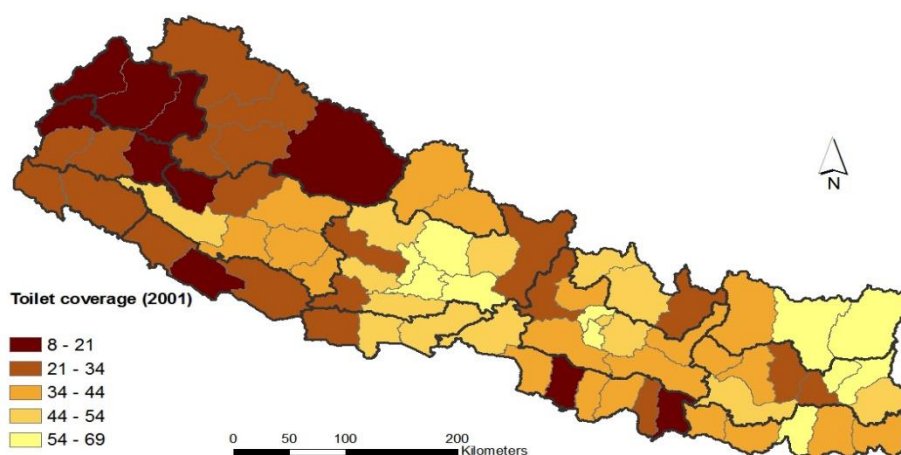 N
Toilet coverage (2001)
8 - 21
21 - 34
34 - 44
44 - 54
54 - 69
0 50 100 200
Kilometers